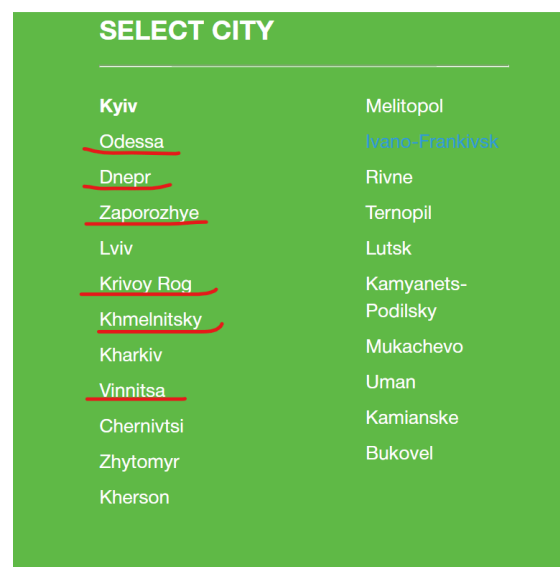 SELECT CITY
Kyiv
Odessa
Dnepr
Zaporozhye
Lviv
Krivoy Rog
Khmelnitsky
Kharkiv
Vinnitsa
Chernivtsi
Zhytomyr
Kherson
Melitopol
Ivano-Frankivsk
Rivne
Ternopil
Lutsk
Kamyanets-
Podilsky
Mukachevo
Uman
Kamianske
Bukovel